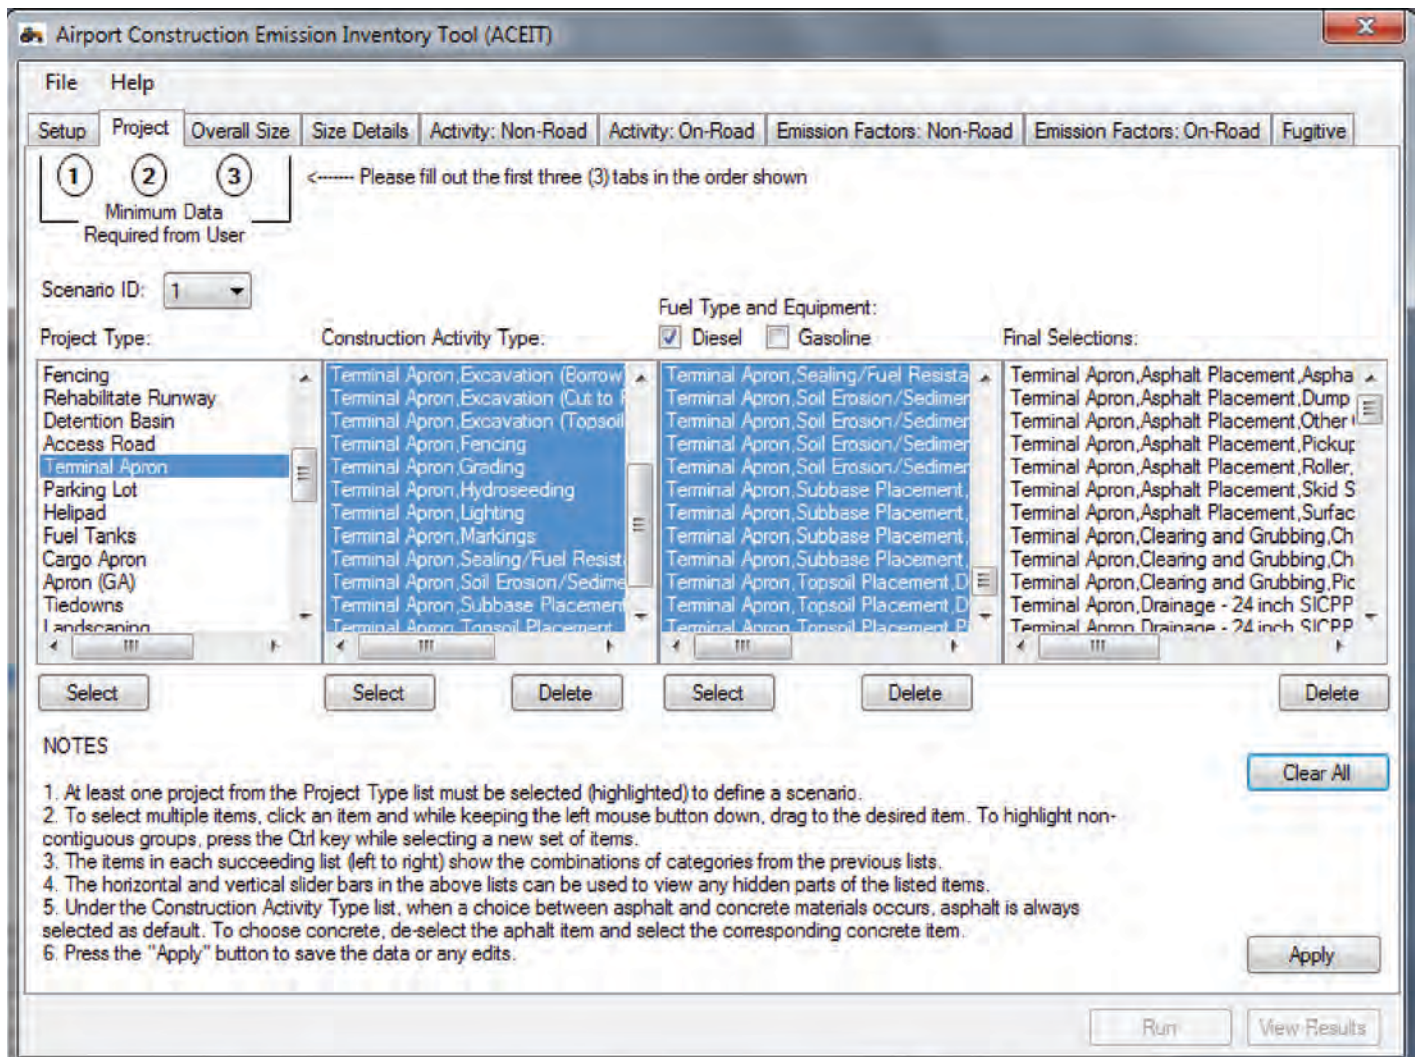 Airport Construction Emission Inventory Tool (ACEIT)
File Help
Setup Project Overall Size Size Details Activity: Non-Road Activity: On-Road Emission Factors: Non-Road Emission Factors: On-Road Fugitive
1 2 3 <------ Please fill out the first three (3) tabs in the order shown
Minimum Data
Required from User
Scenario ID: 1
Fuel Type and Equipment:
Project Type: Construction Activity Type: Diesel Gasoline Final Selections:
Fencing
Rehabilitate Runway
Detention Basin
Access Road
Terminal Apron
Parking Lot
Helipad
Fuel Tanks
Cargo Apron
Apron (GA)
Tiedowns
Landscaping
Terminal Apron,Excavation (Borrow)
Terminal Apron,Excavation (Cut to
Terminal Apron,Excavation (Topsoil
Terminal Apron,Fencing
Terminal Apron,Grading
Terminal Apron,Hydroseeding
Terminal Apron,Lighting
Terminal Apron,Markings
Terminal Apron,Sealing/Fuel Resist
Terminal Apron,Soil Erosion/Sedime
Terminal Apron,Subbase Placement
Terminal Apron,Topsoil Placement
Terminal Apron,Sealing/Fuel Resista
Terminal Apron,Soil Erosion/Sedimer
Terminal Apron,Soil Erosion/Sedimer
Terminal Apron,Soil Erosion/Sedimer
Terminal Apron,Soil Erosion/Sedimer
Terminal Apron,Subbase Placement,
Terminal Apron,Subbase Placement,
Terminal Apron,Subbase Placement,
Terminal Apron,Subbase Placement,
Terminal Apron,Topsoil Placement,D
Terminal Apron,Topsoil Placement,D
Terminal Apron,Topsoil Placement,P
Terminal Apron,Asphalt Placement,Aspha
Terminal Apron,Asphalt Placement,Dump
Terminal Apron,Asphalt Placement,Other
Terminal Apron,Asphalt Placement,Pickup
Terminal Apron,Asphalt Placement,Roller,
Terminal Apron,Asphalt Placement,Skid S
Terminal Apron,Asphalt Placement,Surfac
Terminal Apron,Clearing and Grubbing,Ch
Terminal Apron,Clearing and Grubbing,Ch
Terminal Apron,Clearing and Grubbing,Pic
Terminal Apron,Drainage - 24 inch SICPP
Terminal Apron,Drainage - 24 inch SICPP
Select Select Delete Select Delete Delete
NOTES
Clear All
1. At least one project from the Project Type list must be selected (highlighted) to define a scenario.
2. To select multiple items, click an item and while keeping the left mouse button down, drag to the desired item. To highlight non-
contiguous groups, press the Ctrl key while selecting a new set of items.
3. The items in each succeeding list (left to right) show the combinations of categories from the previous lists.
4. The horizontal and vertical slider bars in the above lists can be used to view any hidden parts of the listed items.
5. Under the Construction Activity Type list, when a choice between asphalt and concrete materials occurs, asphalt is always
selected as default. To choose concrete, de-select the aphalt item and select the corresponding concrete item.
6. Press the "Apply" button to save the data or any edits.
Apply
Run View Results